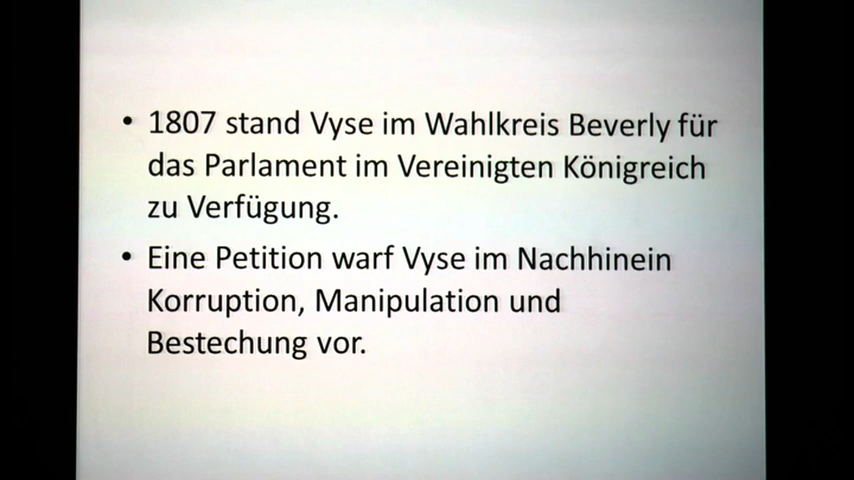 • 1807 stand Vyse im Wahlkreis Beverly für
das Parlament im Vereinigten Königreich
zu Verfügung.
• Eine Petition warf Vyse im Nachhinein
Korruption, Manipulation und
Bestechung vor.